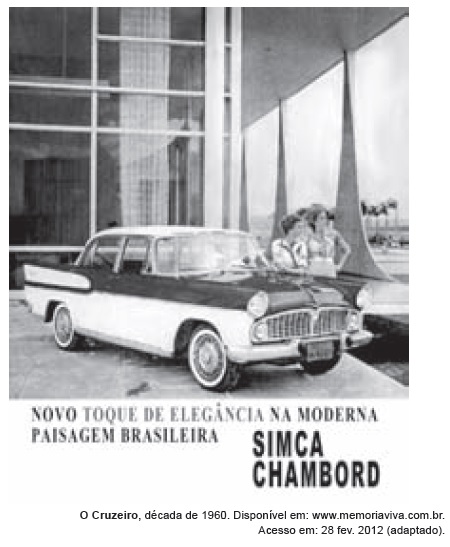 NOVO TOQUE DE ELEGÂNCIA NA MODERNA
PAISAGEM BRASILEIRA
SIMCA
CHAMBORD
O Cruzeiro, década de 1960. Disponível em: www.memoriaviva.com.br.
Acesso em: 28 fev. 2012 (adaptado).